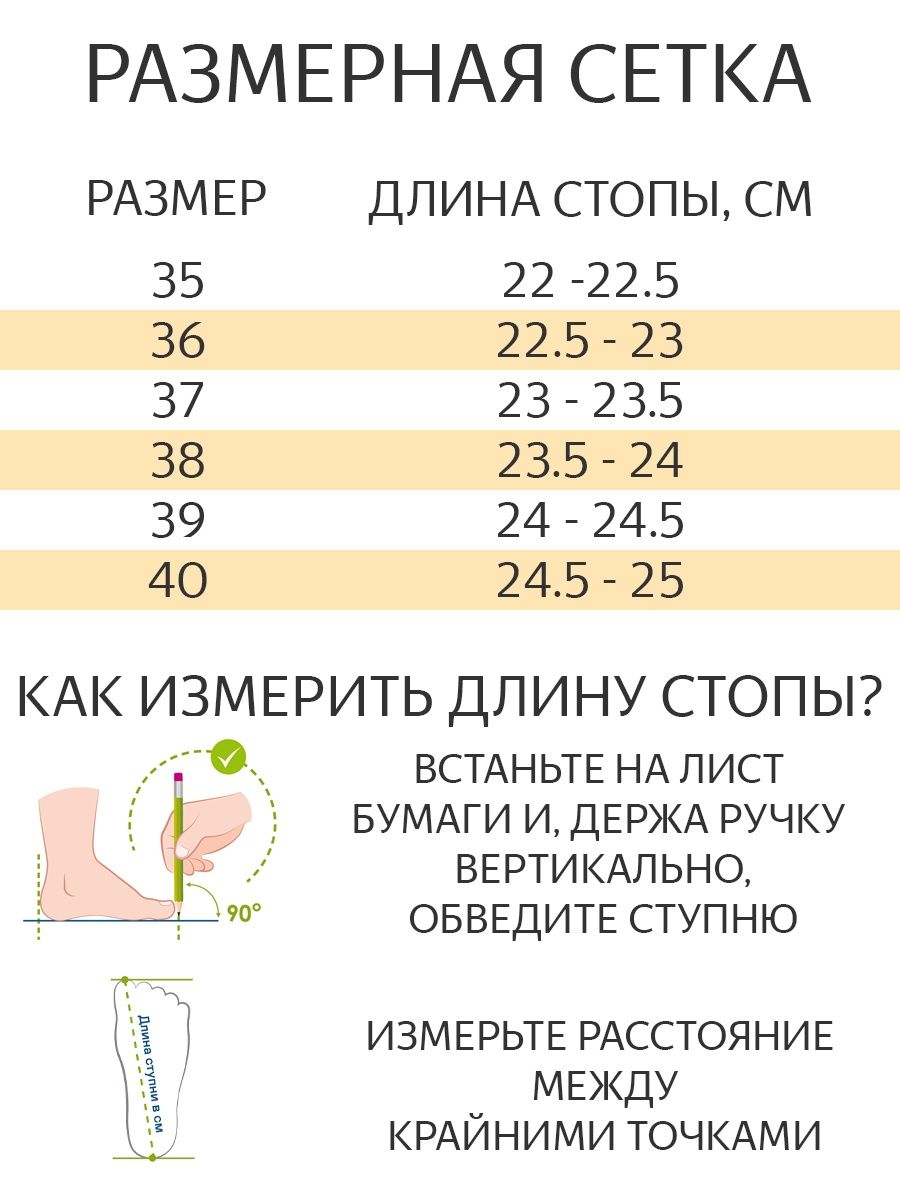 РАЗМЕРНАЯ СЕТКА
РАЗМЕР ДЛИНА СТОПЫ, СМ
35 22 -22.5
36 22.5 - 23
37 23 - 23.5
38 23.5 - 24
39 24 - 24.5
40 24.5 - 25
КАК ИЗМЕРИТЬ ДЛИНУ СТОПЫ?
ВСТАНЬТЕ НА ЛИСТ
БУМАГИ И, ДЕРЖА РУЧКУ
ВЕРТИКАЛЬНО,
ОБВЕДИТЕ СТУПНЮ
90°
Длина ступни в см
ИЗМЕРЬТЕ РАССТОЯНИЕ
МЕЖДУ
КРАЙНИМИ ТОЧКАМИ